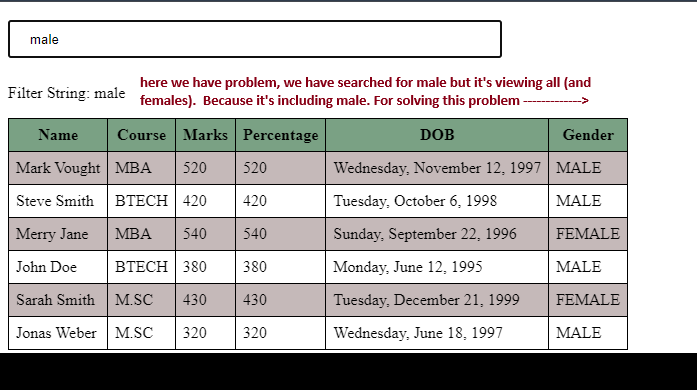 male
Filter String: male
here we have problem, we have searched for male but it's viewing all (and
females).  Because it's including male. For solving this problem ------------->
Name Course Marks Percentage DOB Gender
Mark Vought MBA 520 520 Wednesday, November 12, 1997 MALE
Steve Smith BTECH 420 420 Tuesday, October 6, 1998 MALE
Merry Jane MBA 540 540 Sunday, September 22, 1996 FEMALE
John Doe BTECH 380 380 Monday, June 12, 1995 MALE
Sarah Smith M.SC 430 430 Tuesday, December 21, 1999 FEMALE
Jonas Weber M.SC 320 320 Wednesday, June 18, 1997 MALE